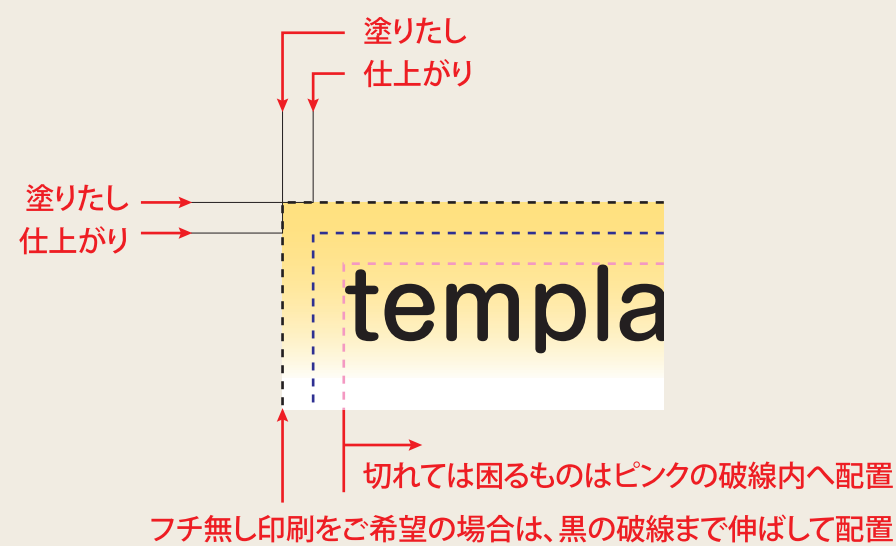 塗りたし
仕上がり
塗りたし
仕上がり
templa
切れては困るものはピンクの破線内へ配置
フチ無し印刷をご希望の場合は、黒の破線まで伸ばして配置